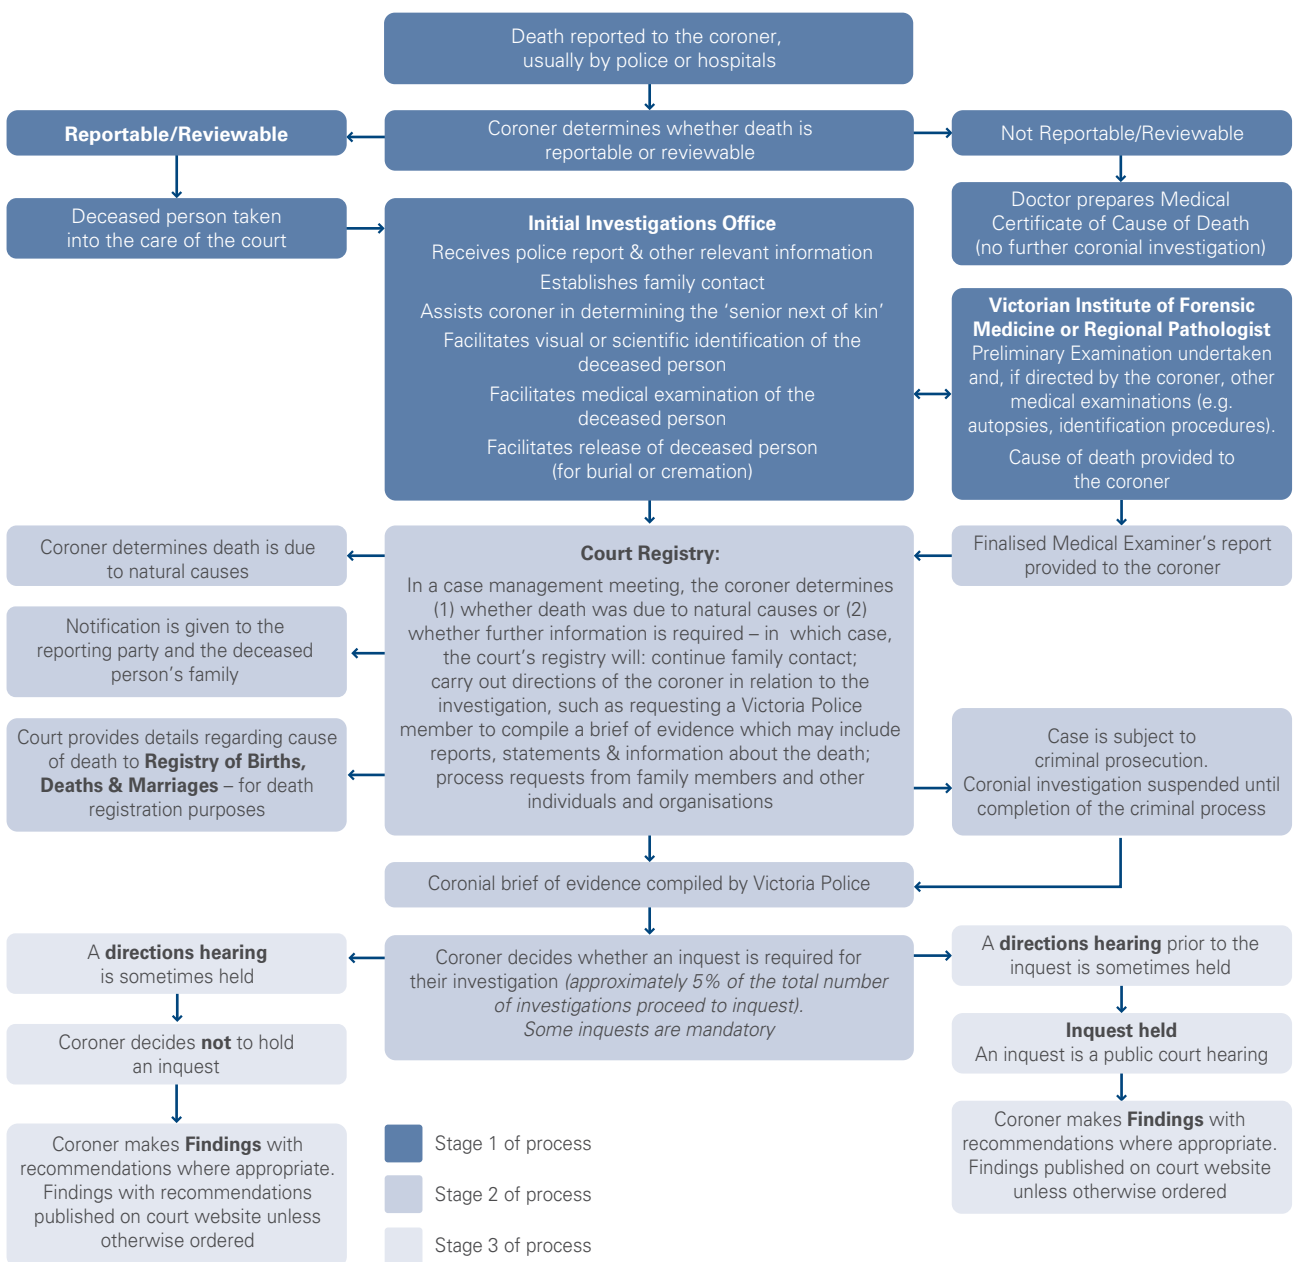 Death reported to the coroner,
usually by police or hospitals
Reportable/Reviewable
Coroner determines whether death is
reportable or reviewable
Not Reportable/Reviewable
Deceased person taken
into the care of the court
Initial Investigations Office
Receives police report & other relevant information
Establishes family contact
Assists coroner in determining the ‘senior next of kin’
Facilitates visual or scientific identification of the
deceased person
Facilitates medical examination of the
deceased person
Facilitates release of deceased person
(for burial or cremation)
Doctor prepares Medical
Certificate of Cause of Death
(no further coronial investigation)
Victorian Institute of Forensic
Medicine or Regional Pathologist
Preliminary Examination undertaken
and, if directed by the coroner, other
medical examinations (e.g.
autopsies, identification procedures).
Cause of death provided to
the coroner
Coroner determines death is due
to natural causes
Notification is given to the
reporting party and the deceased
person’s family
Court provides details regarding cause
of death to Registry of Births,
Deaths & Marriages – for death
registration purposes
Court Registry:
In a case management meeting, the coroner determines
(1) whether death was due to natural causes or (2)
whether further information is required – in which case,
the court’s registry will: continue family contact;
carry out directions of the coroner in relation to the
investigation, such as requesting a Victoria Police
member to compile a brief of evidence which may include
reports, statements & information about the death;
process requests from family members and other
individuals and organisations
Finalised Medical Examiner’s report
provided to the coroner
Case is subject to
criminal prosecution.
Coronial investigation suspended until
completion of the criminal process
Coronial brief of evidence compiled by Victoria Police
A directions hearing
is sometimes held
Coroner decides whether an inquest is required for
their investigation (approximately 5% of the total number
of investigations proceed to inquest).
Some inquests are mandatory
A directions hearing prior to the
inquest is sometimes held
Coroner decides not to hold
an inquest
Inquest held
An inquest is a public court hearing
Coroner makes Findings with
recommendations where appropriate.
Findings with recommendations
published on court website unless
otherwise ordered
Coroner makes Findings with
recommendations where appropriate.
Findings published on court website
unless otherwise ordered
Stage 1 of process
Stage 2 of process
Stage 3 of process